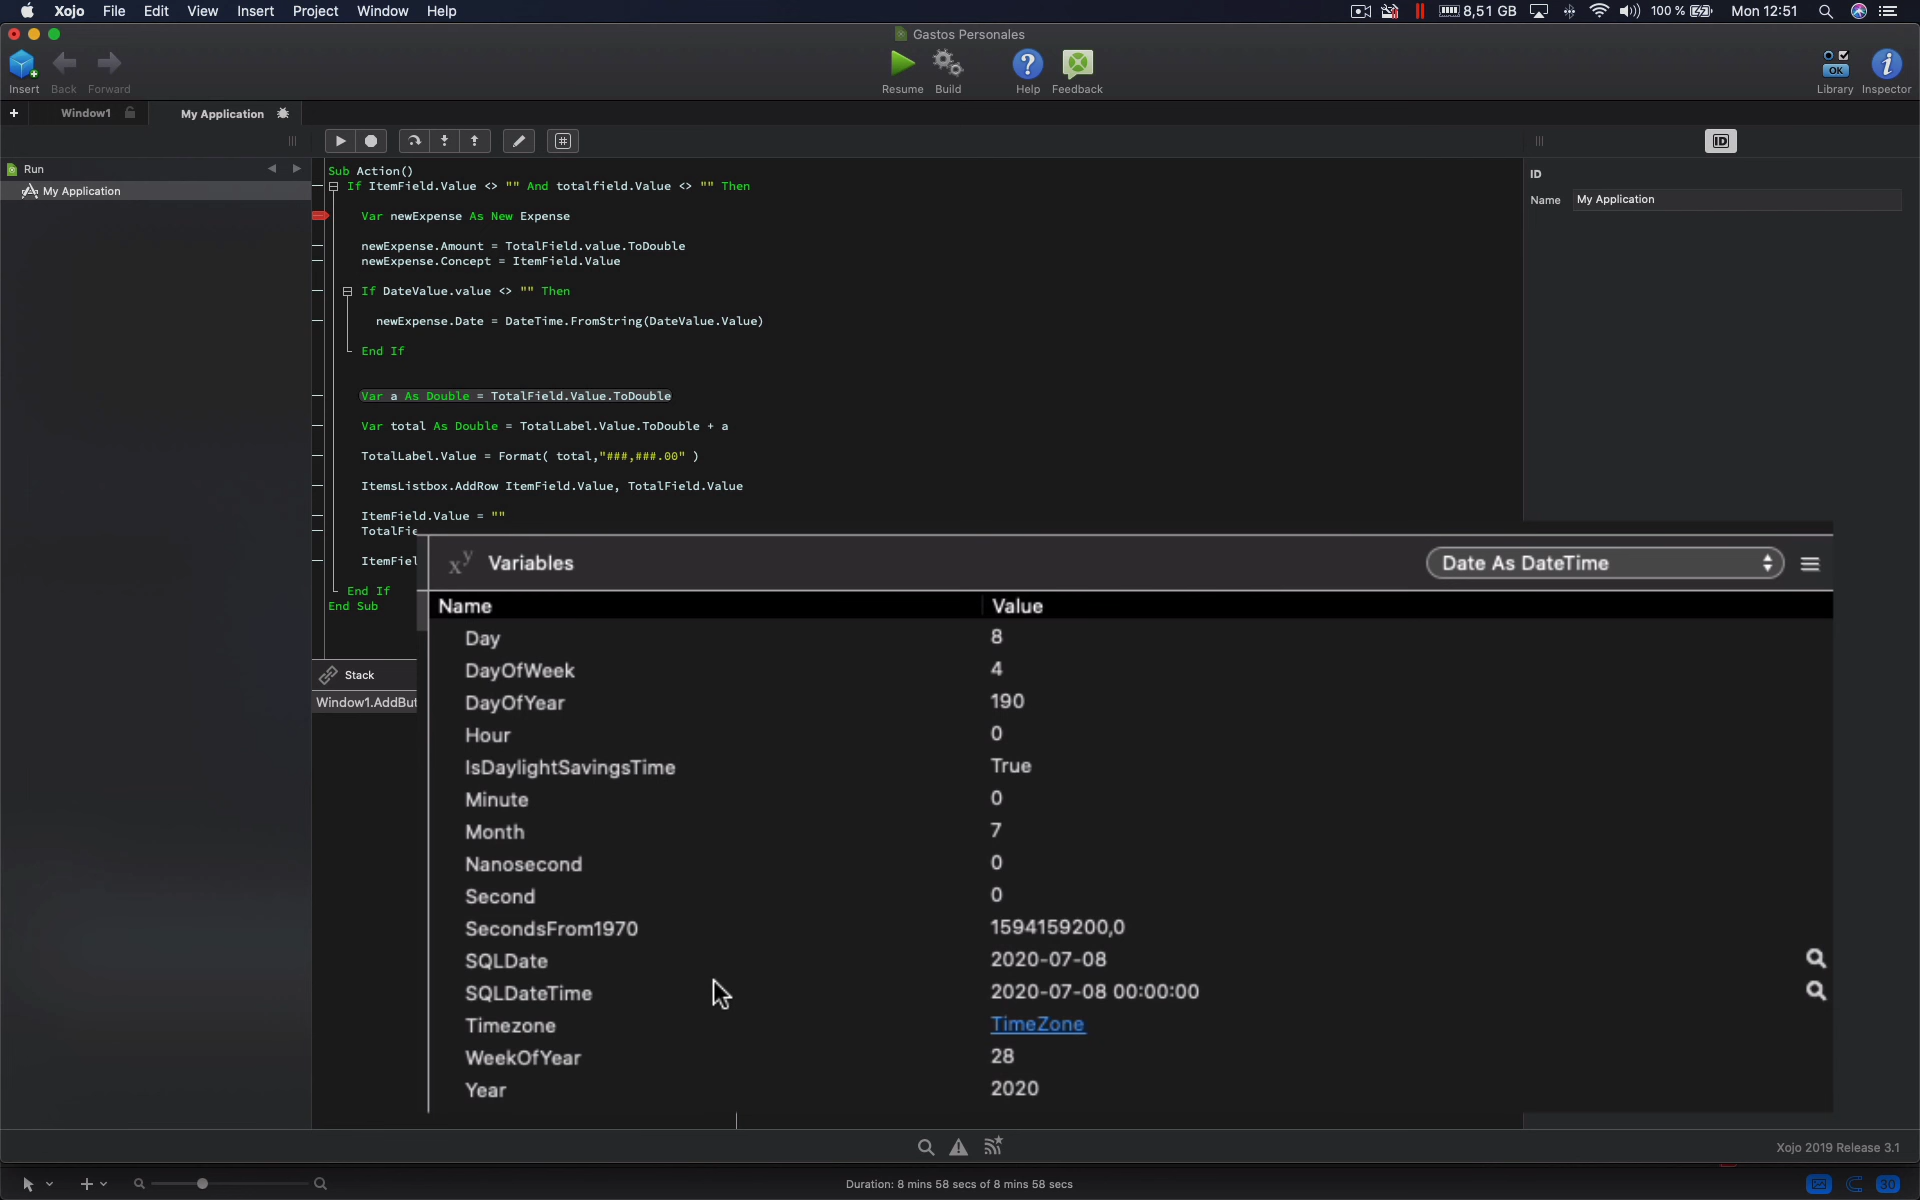 Xojo File Edit View Insert Project Window Help 8,51 GB 100 % Mon 12:51
Gastos Personales
Insert Back Forward Resume Build Help Feedback Library Inspector
OK
+ Window1 My Application
ID
Run
My Application
Sub Action()
If ItemField.Value <> "" And totalfield.Value <> "" Then
Var newExpense As New Expense
newExpense.Amount = TotalField.value.ToDouble
newExpense.Concept = ItemField.Value
If DateValue.value <> "" Then
newExpense.Date = DateTime.FromString(DateValue.Value)
End If
Var a As Double = TotalField.Value.ToDouble
Var total As Double = TotalLabel.Value.ToDouble + a
TotalLabel.Value = Format( total,"###,###.00" )
ItemsListbox.AddRow ItemField.Value, TotalField.Value
ItemField.Value = ""
TotalFie
ItemFiel
End If
End Sub
ID
Name My Application
Stack
Window1.AddBut
Variables Date As DateTime
Name Value
Day 8
DayOfWeek 4
DayOfYear 190
Hour 0
IsDaylightSavingsTime True
Minute 0
Month 7
Nanosecond 0
Second 0
SecondsFrom1970 1594159200,0
SQLDate 2020-07-08
SQLDateTime 2020-07-08 00:00:00
Timezone TimeZone
WeekOfYear 28
Year 2020
Xojo 2019 Release 3.1
Duration: 8 mins 58 secs of 8 mins 58 secs
30